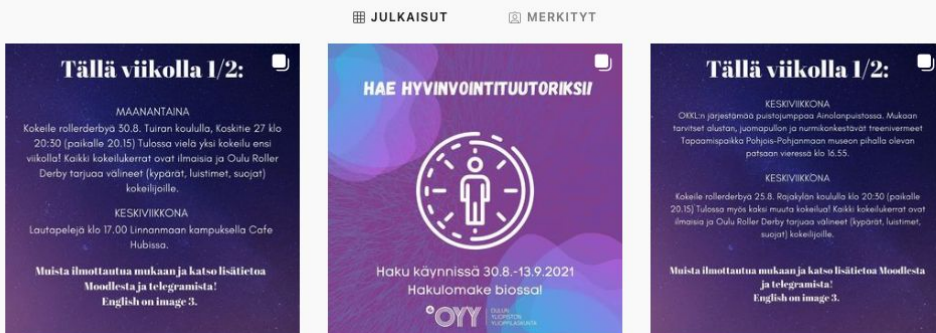 JULKAISUT
MERKITYT
Tällä viikolla 1/2:
MAANANTAINA
Kokeile rollerderbyä 30.8. Tuiran koululla, Koskitie 27 klo
20:30 (paikalle 20.15) Tulossa vielä yksi kokeilu ensi
viikolla! Kaikki kokeilukerrat ovat ilmaisia ja Oulu Roller
Derby tarjuaa välineet (kypärät, luistimet, suojat)
kokeilijoille.
KESKIVIIKKONA
Lautapelejä klo 17.00 Linnanmaan kampuksella Cafe
Hubissa.
Muista ilmottautua mukaan ja katso lisätietoa
Moodlesta ja telegramista!
English on image 3.
HAE HYVINVOINTITUUTORIKSI!
Haku käynnissä 30.8.-13.9.2021
Hakulomake biossa!
OYY
OULUN
YLIOPISTON
YLIOPPILASKUNTA
Tällä viikolla 1/2:
KESKIVIIKKONA
OKKL:n järjestämää puistojumppaa Ainolanpuistossa. Mukaan
tarvitset alustan, juomapullon ja nurmikonkestävät treenivermeet
Tapaamispaikka Pohjois-Pohjanmaan museon pihalla olevan
patsaan vieressä klo 16.55.
KESKIVIIKKONA
Kokeile rollerderbyä 25.8. Rajakylän koululla klo 20:30 (paikalle
20.15) Tulossa myös kaksi muuta kokeilua! Kaikki kokeilukerrat ovat
ilmaisia ja Oulu Roller Derby tarjuaa välineet (kypärät, luistimet,
suojat) kokeilijoille.
Muista ilmottautua mukaan ja katso lisätietoa Moodlesta
ja telegramista!
English on image 3.